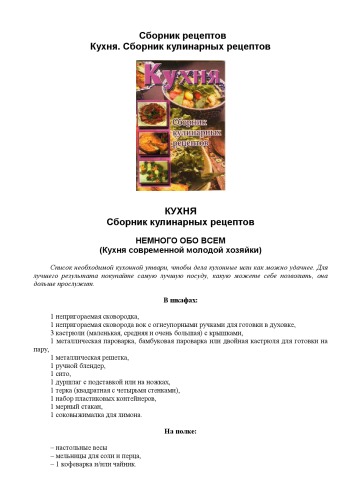 Сборник рецептов
Кухня. Сборник кулинарных рецептов
Кухня
Сборник
кулинарных
рецептов
КУХНЯ
Сборник кулинарных рецептов
НЕМНОГО ОБО ВСЕМ
(Кухня современной молодой хозяйки)
Список необходимой кухонной утвари, чтобы дела кухонные шли как можно удачнее. Для
лучшего результата покупайте самую лучшую посуду, какую можете себе позволить, она
дольше прослужит.
В шкафах:
1 непригораемая сковородка,
1 непригораемая сковорода вок с огнеупорными ручками для готовки в духовке,
3 кастрюли (маленькая, средняя и очень большая) с крышками,
1 металлическая пароварка, бамбуковая пароварка или двойная кастрюля для готовки на
пару,
1 металлическая решетка,
1 ручной блендер,
1 сито,
1 дуршлаг с подставкой или на ножках,
1 терка (квадратная с четырьмя стенками),
1 набор пластиковых контейнеров,
1 мерный стакан,
1 соковыжималка для лимона.
На полке:
– настольные весы
– мельницы для соли и перца,
– 1 кофеварка и/или чайник.